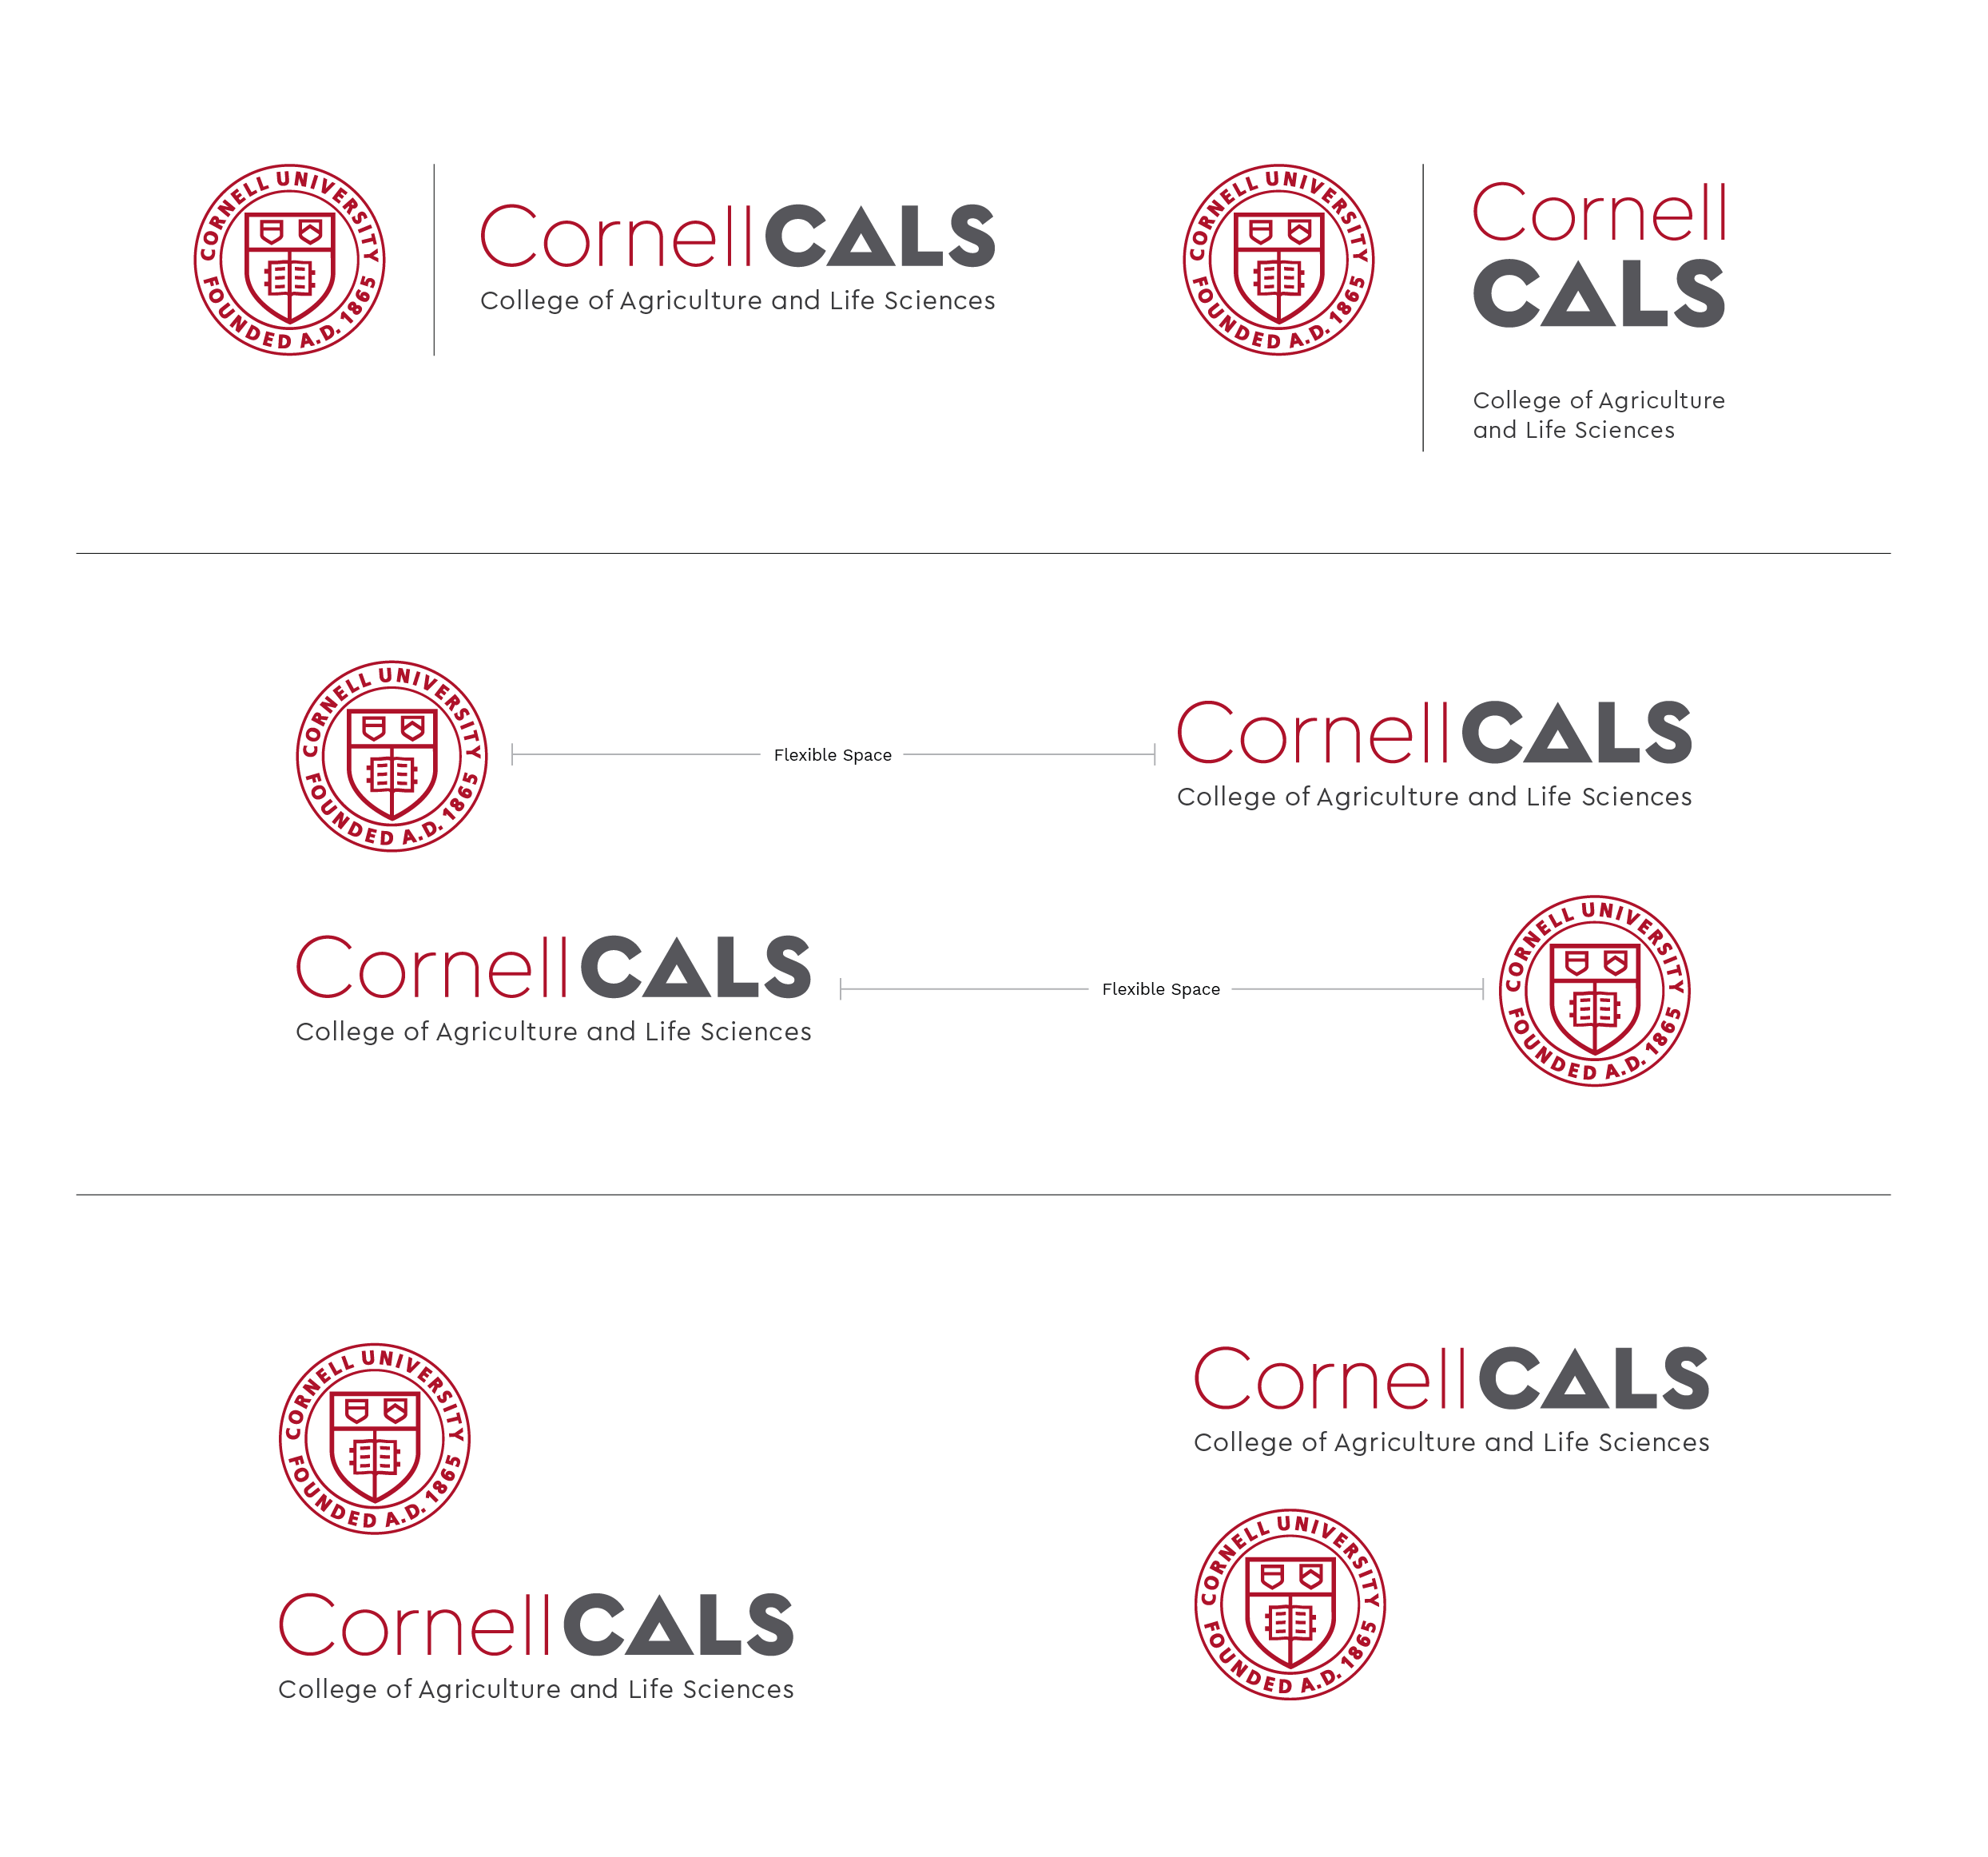 CORNELL UNIVERSITY
FOUNDED A.D. 1865
CornellCALS
College of Agriculture and Life Sciences
CORNELL UNIVERSITY
FOUNDED A.D. 1865
Cornell
CALS
College of Agriculture
and Life Sciences
CORNELL UNIVERSITY
FOUNDED A.D. 1865
Flexible Space
CornellCALS
College of Agriculture and Life Sciences
CornellCALS
College of Agriculture and Life Sciences
Flexible Space
CORNELL UNIVERSITY
FOUNDED A.D. 1865
CORNELL UNIVERSITY
FOUNDED A.D. 1865
CornellCALS
College of Agriculture and Life Sciences
CornellCALS
College of Agriculture and Life Sciences
CORNELL UNIVERSITY
FOUNDED A.D. 1865